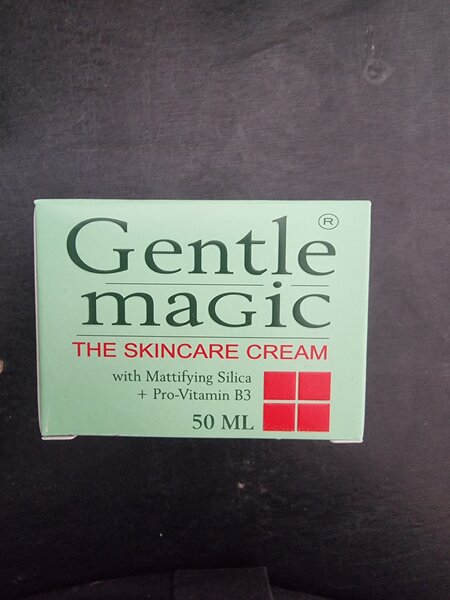 Gentle®
magic
THE SKINCARE CREAM
with Mattifying Silica
+ Pro-Vitamin B3
50 ML